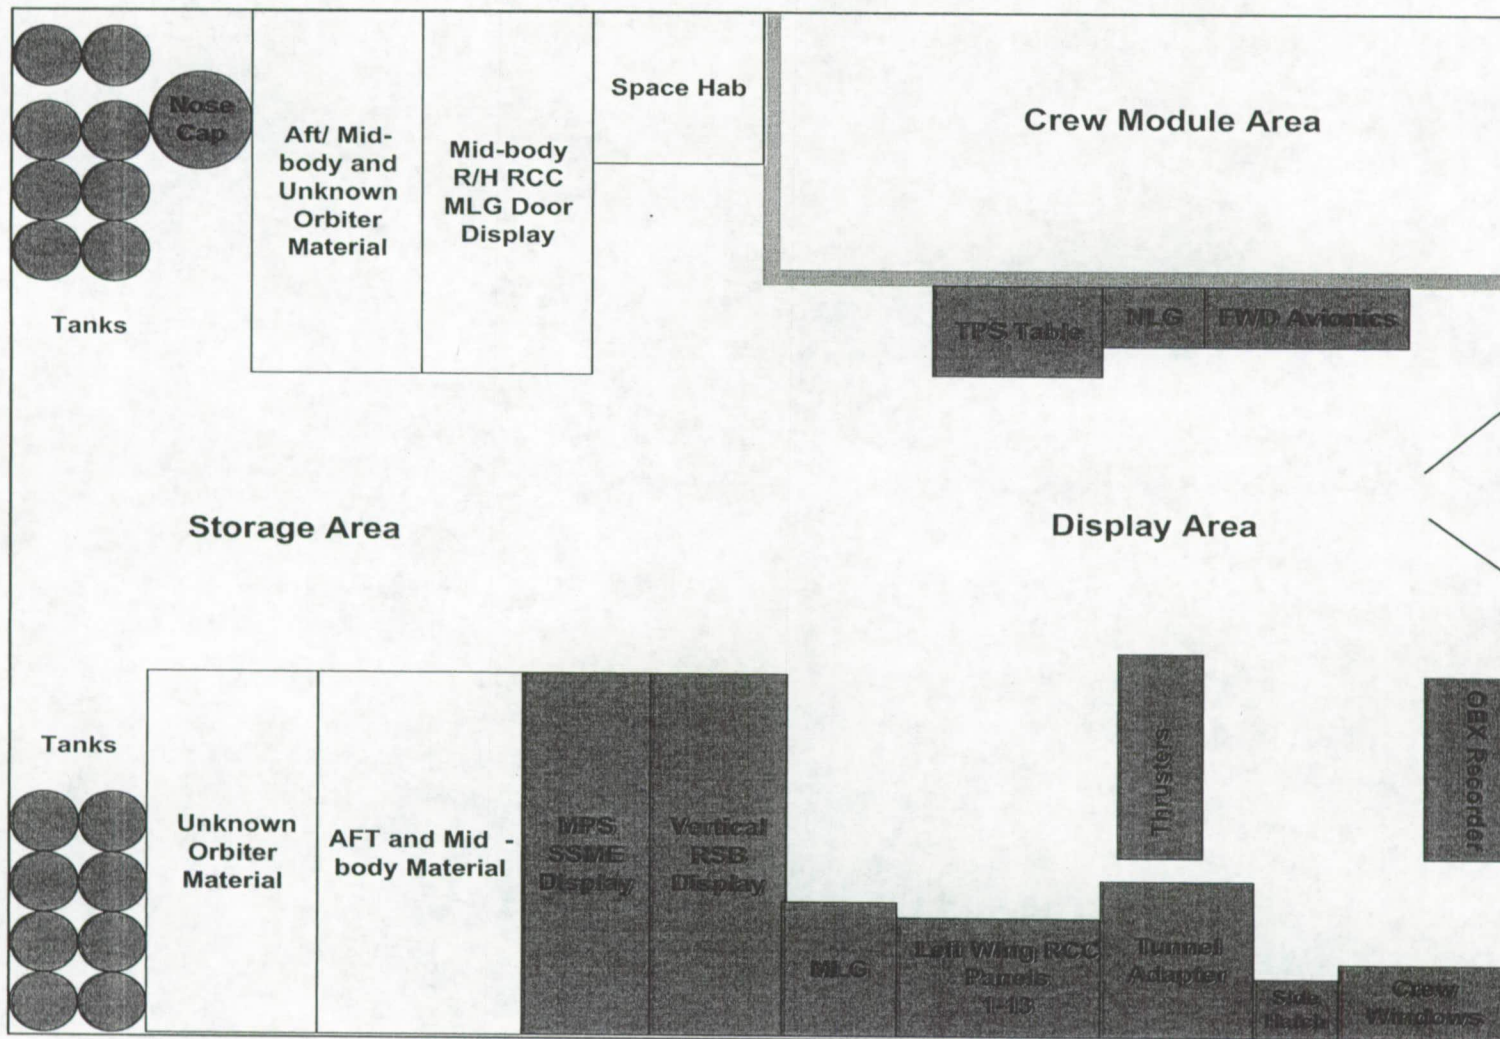 Nose
Cap
Aft/ Mid-
body and
Unknown
Orbiter
Material
Mid-body
R/H RCC
MLG Door
Display
Space Hab
Crew Module Area
Tanks
TPS Table
NLG
FWD Avionics
Storage Area
Display Area
Tanks
Unknown
Orbiter
Material
AFT and Mid -
body Material
MPS
SSME
Display
Vertical
RSB
Display
MLG
Left Wing RCC
Panels
1-13
Thrusters
Tunnel
Adapter
Side
Hatch
OEX Recorder
Crew
Windows